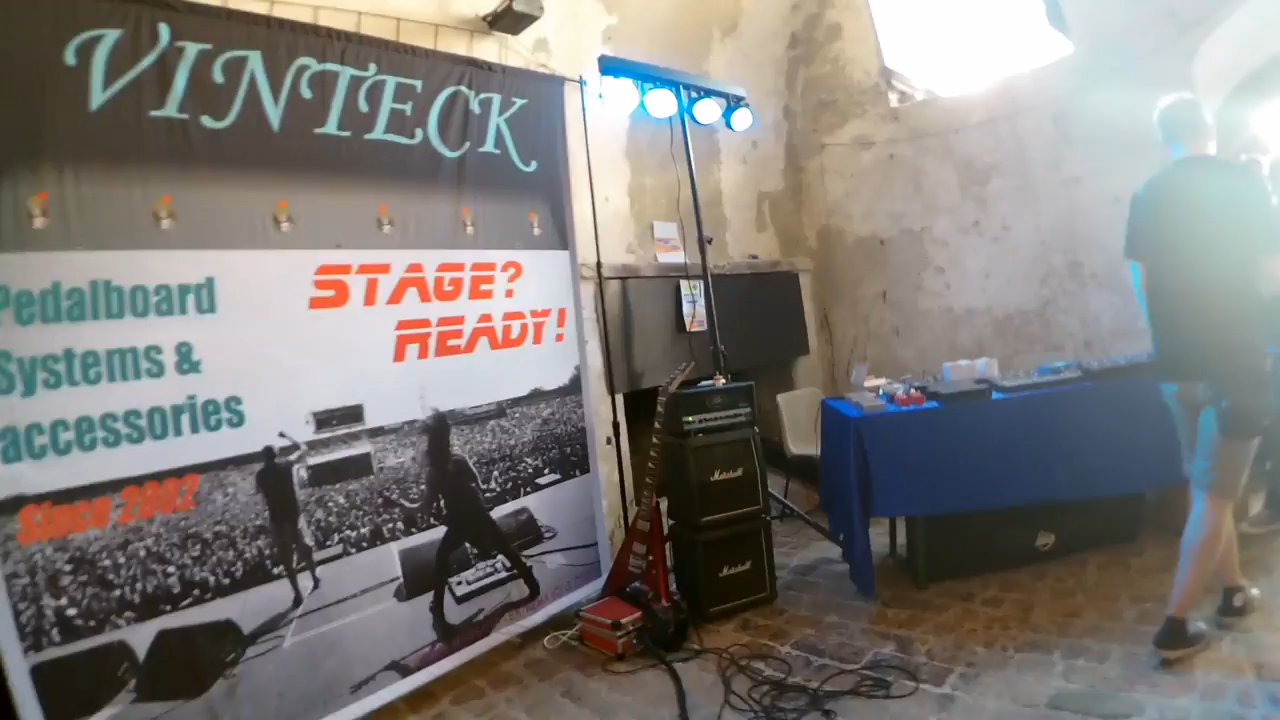 VINTECK
STAGE?
READY!
Pedalboard
Systems &
accessories
Since 2002
Marshall
Marshall